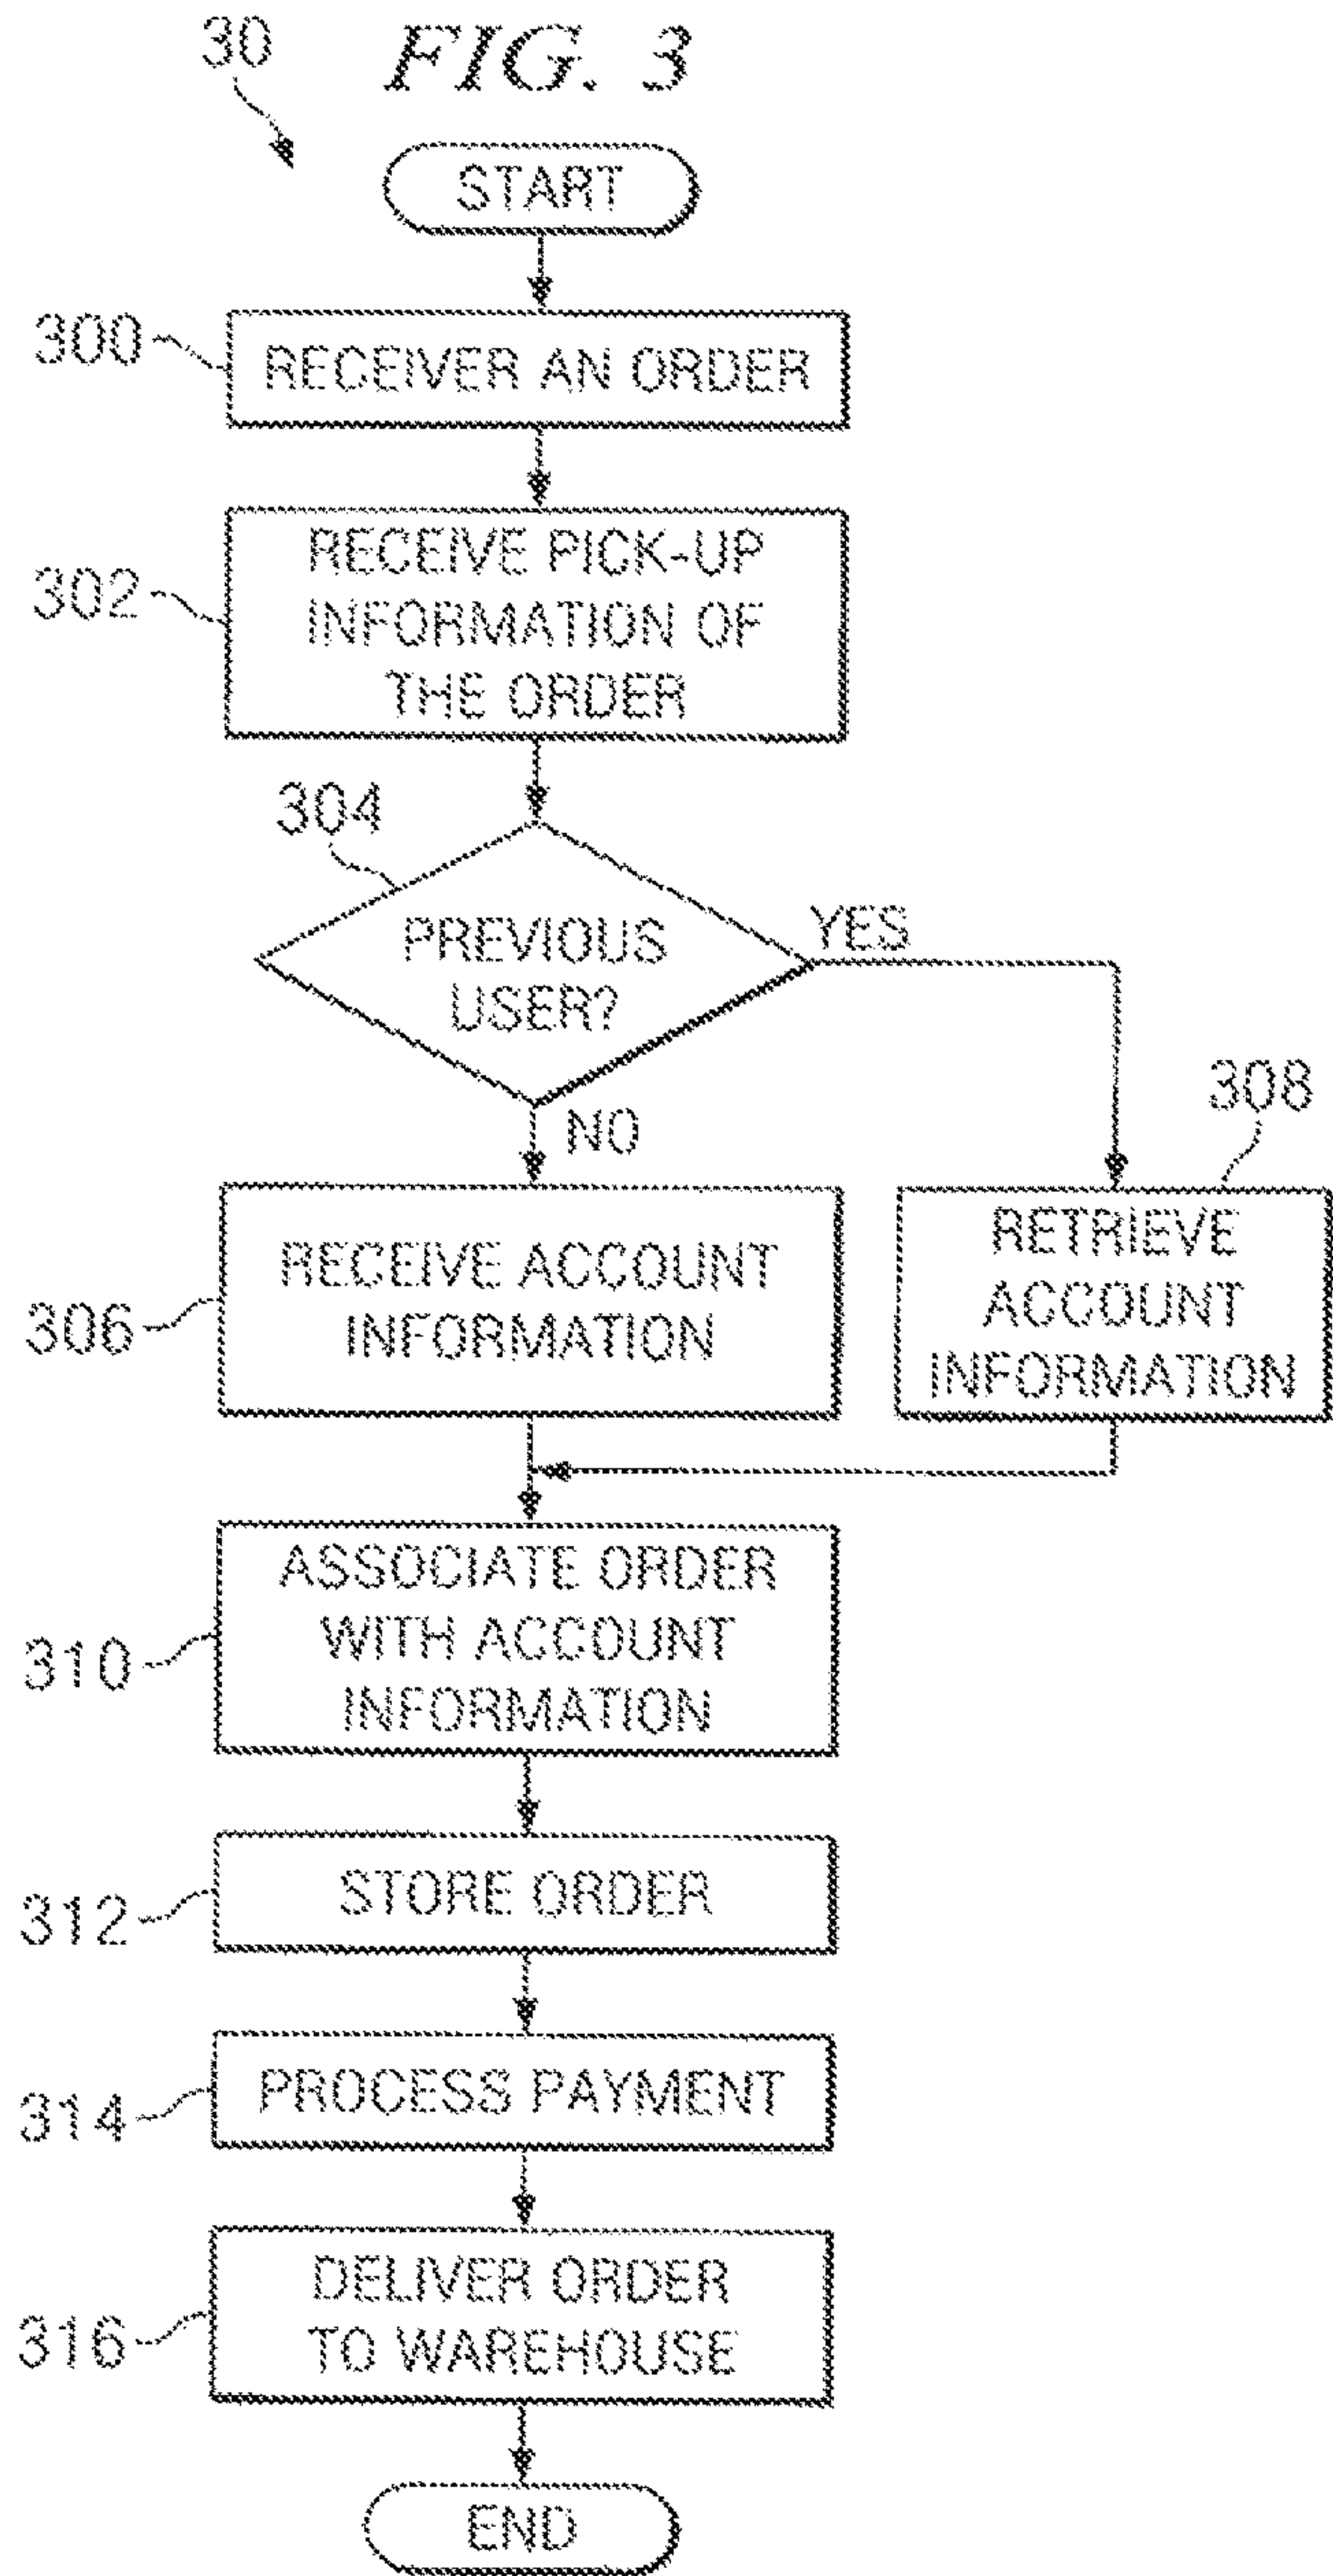 30
FIG. 3
START
300
RECEIVER AN ORDER
302
RECEIVE PICK-UP
INFORMATION OF
THE ORDER
304
PREVIOUS
USER?
YES
NO
308
306
RECEIVE ACCOUNT
INFORMATION
RETRIEVE
ACCOUNT
INFORMATION
310
ASSOCIATE ORDER
WITH ACCOUNT
INFORMATION
312
STORE ORDER
314
PROCESS PAYMENT
316
DELIVER ORDER
TO WAREHOUSE
END